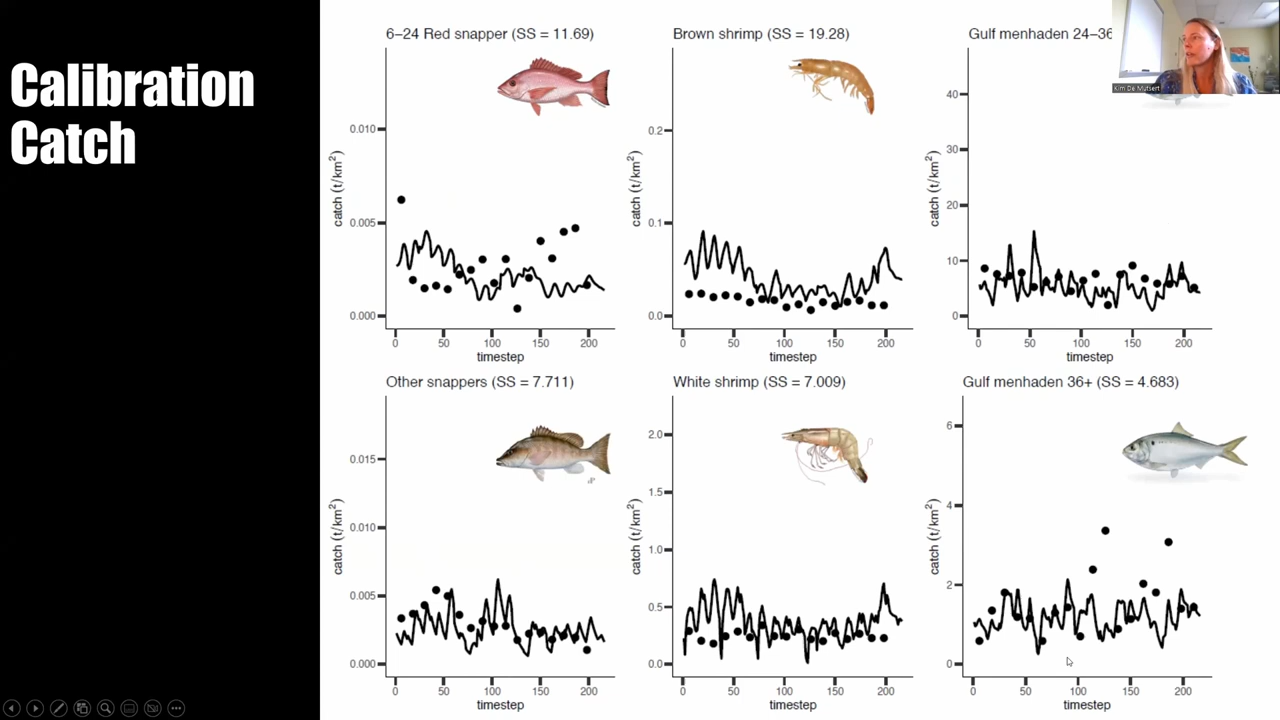 Calibration
Catch
6–24 Red snapper (SS = 11.69)
catch (t/km²)
0.010
0.005
0.000
0
50
100
150
200
timestep
Brown shrimp (SS = 19.28)
catch (t/km²)
0.2
0.1
0.0
0
50
100
150
200
timestep
Gulf menhaden 24–36
Kim De Mutsert
catch (t/km²)
40
30
20
10
0
0
50
100
150
200
timestep
Other snappers (SS = 7.711)
catch (t/km²)
0.015
0.010
0.005
0.000
0
50
100
150
200
timestep
White shrimp (SS = 7.009)
catch (t/km²)
2.0
1.5
1.0
0.5
0.0
0
50
100
150
200
timestep
Gulf menhaden 36+ (SS = 4.683)
catch (t/km²)
6
4
2
0
0
50
100
150
200
timestep